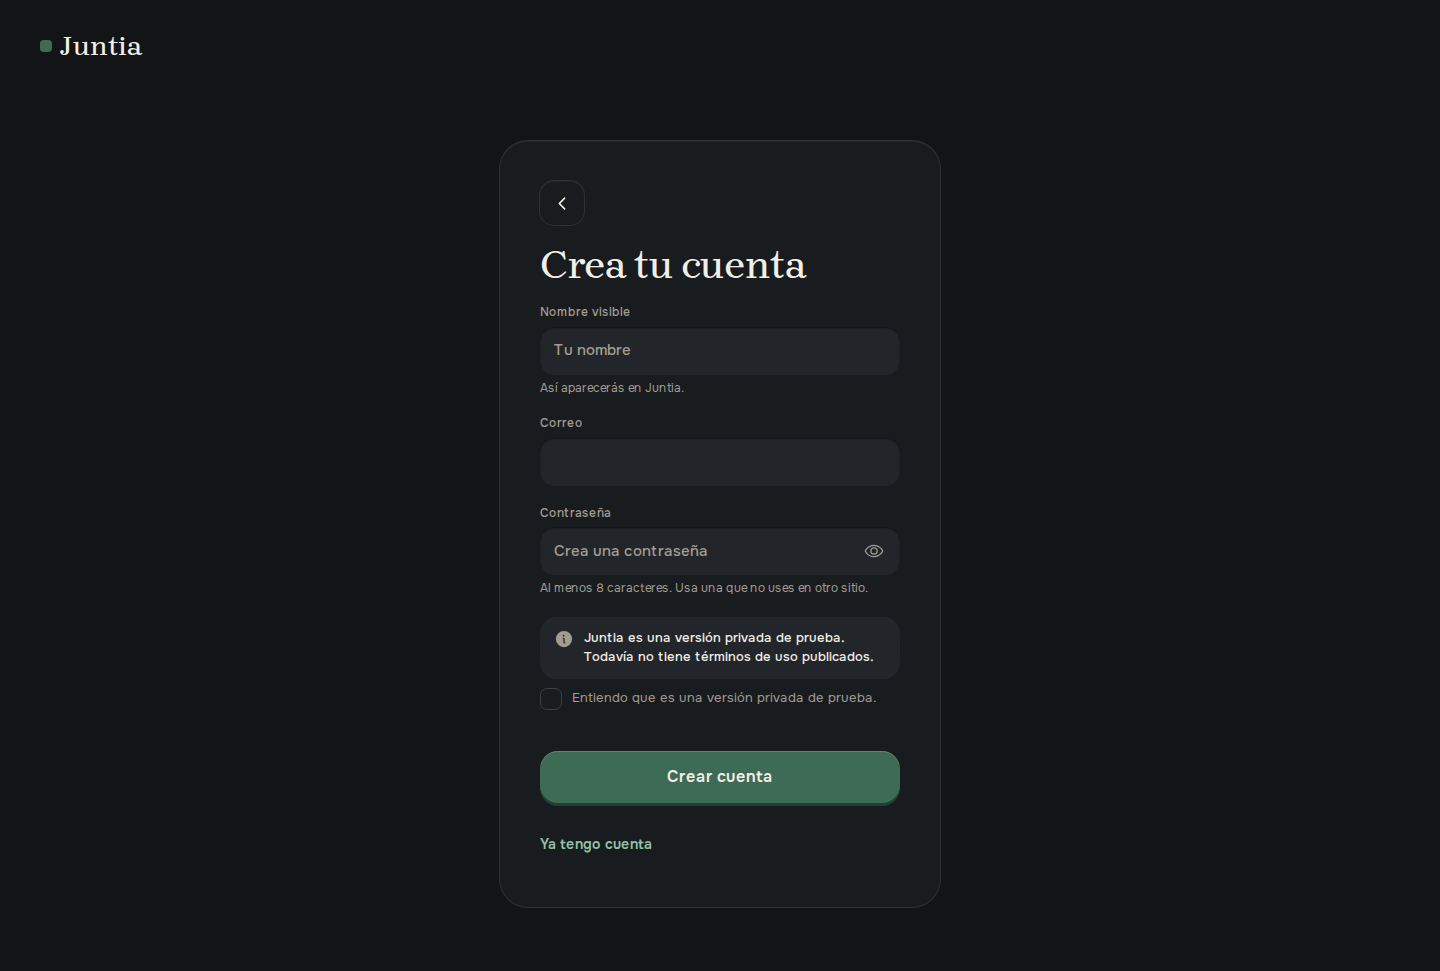 Juntia
Crea tu cuenta
Nombre visible
Tu nombre
Así aparecerás en Juntia.
Correo
Contraseña
Crea una contraseña
Al menos 8 caracteres. Usa una que no uses en otro sitio.
Juntia es una versión privada de prueba.
Todavía no tiene términos de uso publicados.
Entiendo que es una versión privada de prueba.
Crear cuenta
Ya tengo cuenta